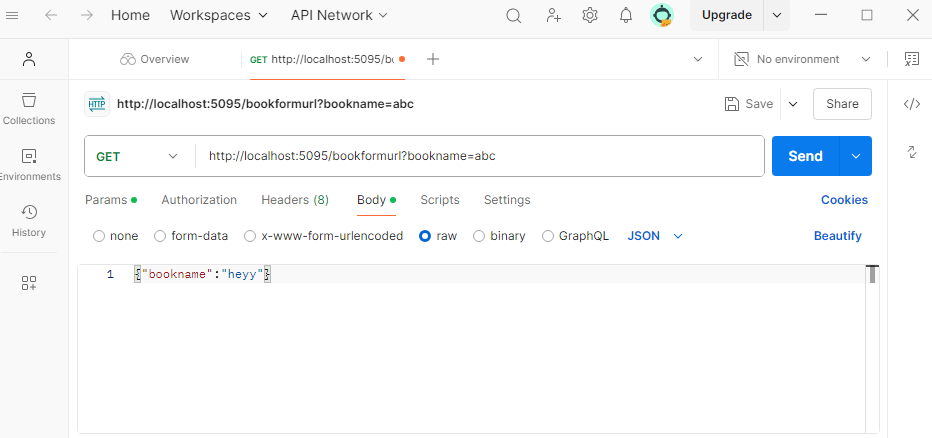 Home Workspaces API Network Upgrade
Overview GET http://localhost:5095/b No environment
HTTP http://localhost:5095/bookformurl?bookname=abc Save Share
Collections
GET http://localhost:5095/bookformurl?bookname=abc Send
Environments
Params Authorization Headers (8) Body Scripts Settings Cookies
History
none form-data x-www-form-urlencoded raw binary GraphQL JSON Beautify
1 {"bookname":"heyy"}